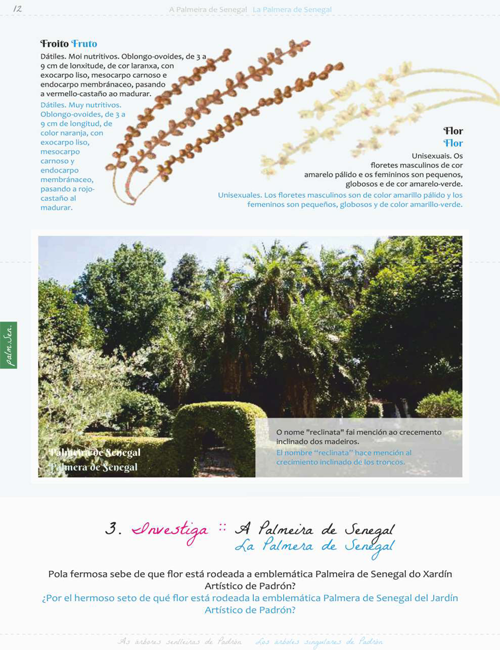 12
A Palmeira de Senegal La Palmera de Senegal
Froito Fruto
Dátiles. Moi nutritivos. Oblongo-ovoides, de 3 a
9 cm de lonxitude, de cor laranxa, con
exocarpo liso, mesocarpo carnoso e
endocarpo membránaceo, pasando
a vermello-castaño ao madurar.
Dátiles. Muy nutritivos.
Oblongo-ovoides, de 3 a
9 cm de longitud, de
color naranja, con
exocarpo liso,
mesocarpo
carnoso y
endocarpo
membránaceo,
pasando a rojo-
castaño al
madurar.
Flor
Flor
Unisexuais. Os
floretes masculinos de cor
amarelo pálido e os femininos son pequenos,
globosos e de cor amarelo-verde.
Unisexuales. Los floretes masculinos son de color amarillo pálido y los
femeninos son pequeños, globosos y de color amarillo-verde.
palm.Sen.
Palmeira de Senegal
Palmera de Senegal
O nome "reclinata" fai mención ao crecemento
inclinado dos madeiros.
El nombre "reclinata" hace mención al
crecimiento inclinado de los troncos.
3. Investiga :: A Palmeira de Senegal
La Palmera de Senegal
Pola fermosa sebe de que flor está rodeada a emblemática Palmeira de Senegal do Xardín
Artístico de Padrón?
¿Por el hermoso seto de qué flor está rodeada la emblemática Palmera de Senegal del Jardín
Artístico de Padrón?
As árbores senlleiras de Padrón Los árboles singulares de Padrón